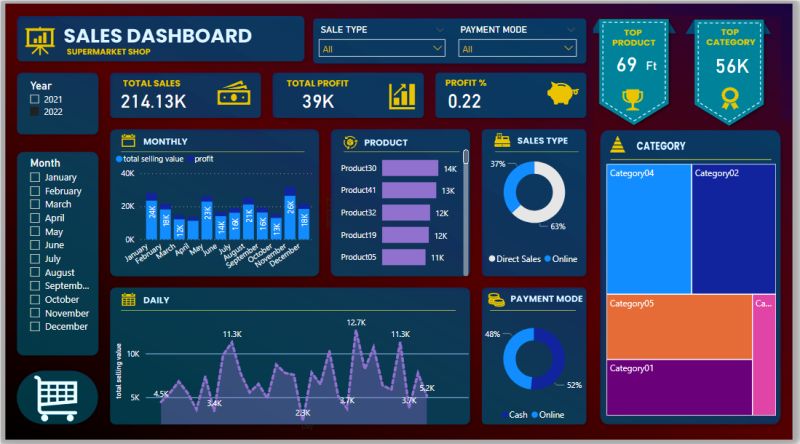 SALES DASHBOARD
SUPERMARKET SHOP
SALE TYPE
All
PAYMENT MODE
All
TOP
PRODUCT
69 Ft
TOP
CATEGORY
56K
Year
2021
2022
TOTAL SALES
214.13K
TOTAL PROFIT
39K
PROFIT %
0.22
Month
January
February
March
April
May
June
July
August
Septemb...
October
November
December
MONTHLY
total selling value
profit
40K
20K
0K
24K
18K
12K
23K
14K
16K
21K
16K
13K
26K
18K
January
February
March
April
May
June
July
August
September
October
November
December
PRODUCT
Product30 14K
Product41 13K
Product32 12K
Product19 12K
Product05 11K
SALES TYPE
37%
63%
Direct Sales Online
CATEGORY
Category04
Category02
Category05
Ca...
Category01
DAILY
total selling value
10K
5K
4.5K
3.4K
11.3K
2.3K
12.7K
3.7K
11.3K
3.7K
5.2K
Day
PAYMENT MODE
48%
52%
Cash Online